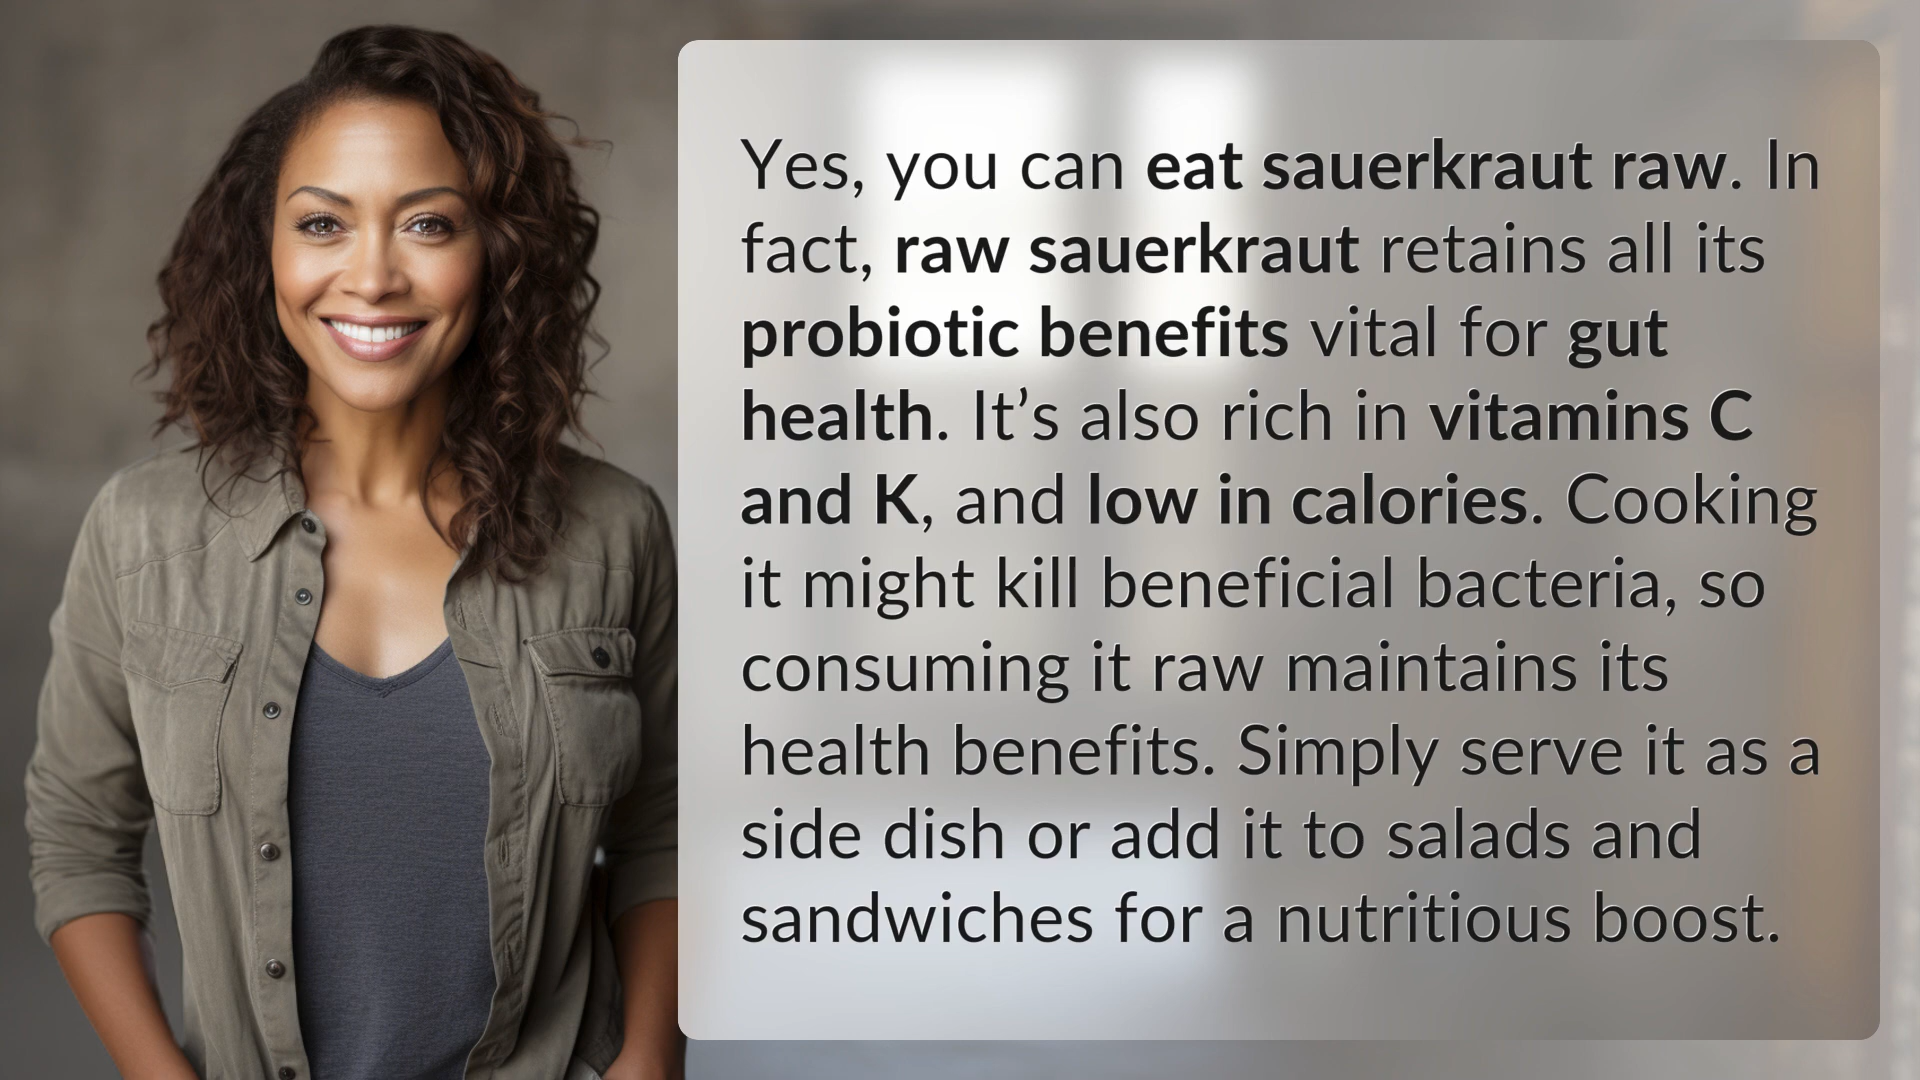 Yes, you can eat sauerkraut raw. In
fact, raw sauerkraut retains all its
probiotic benefits vital for gut
health. It’s also rich in vitamins C
and K, and low in calories. Cooking
it might kill beneficial bacteria, so
consuming it raw maintains its
health benefits. Simply serve it as a
side dish or add it to salads and
sandwiches for a nutritious boost.